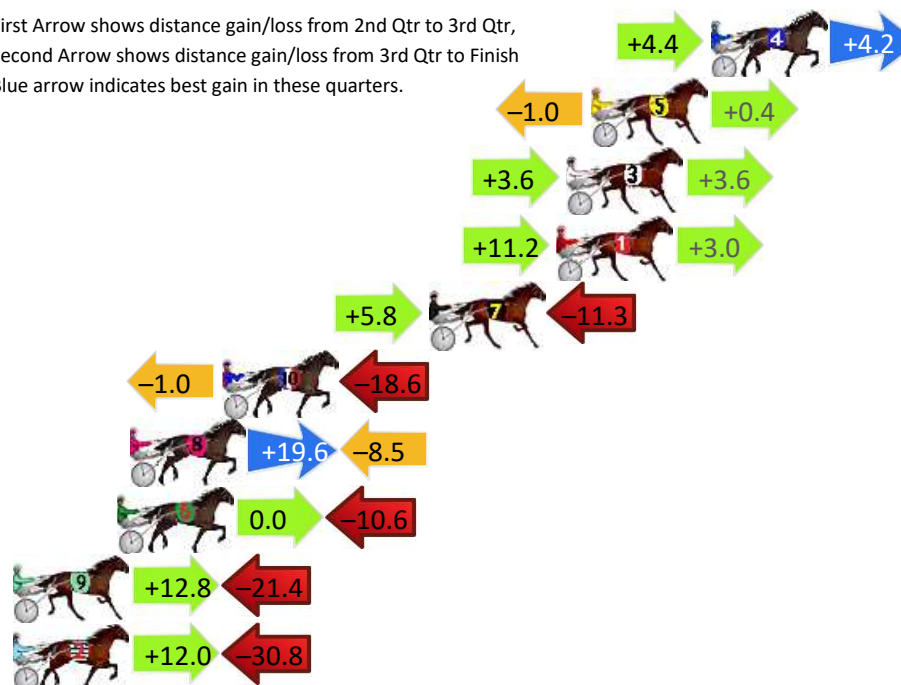 irst Arrow shows distance gain/loss from 2nd Qtr to 3rd Qtr,
econd Arrow shows distance gain/loss from 3rd Qtr to Finish
lue arrow indicates best gain in these quarters.
+4.4 4 +4.2
–1.0 5 +0.4
+3.6 3 +3.6
+11.2 1 +3.0
+5.8 7 –11.3
–1.0 10 –18.6
8 +19.6 –8.5
6 0.0 –10.6
9 +12.8 –21.4
2 +12.0 –30.8